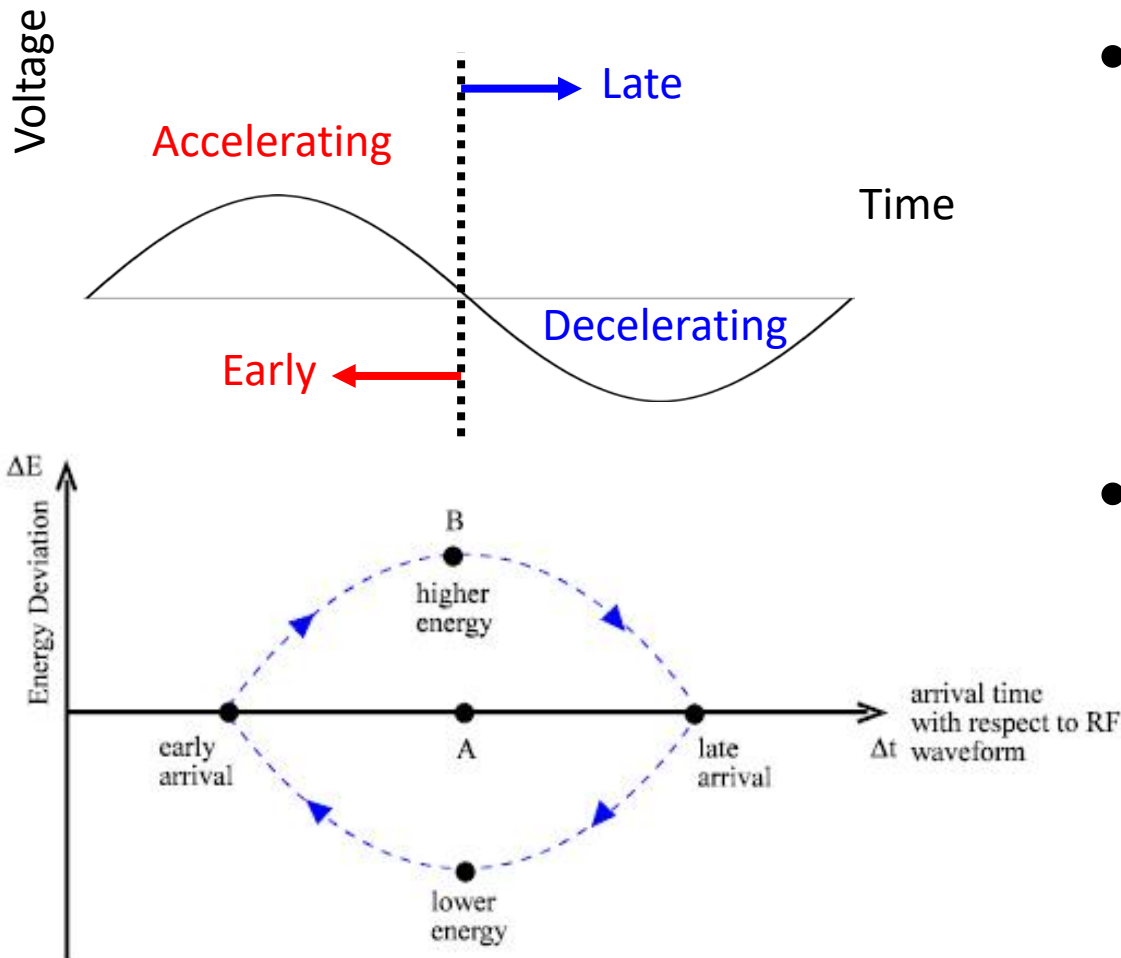 Voltage
Late
Accelerating
Time
Decelerating
Early
ΔE
Energy Deviation
B
higher
energy
arrival time
with respect to RF
Δt waveform
early
arrival
A
late
arrival
lower
energy